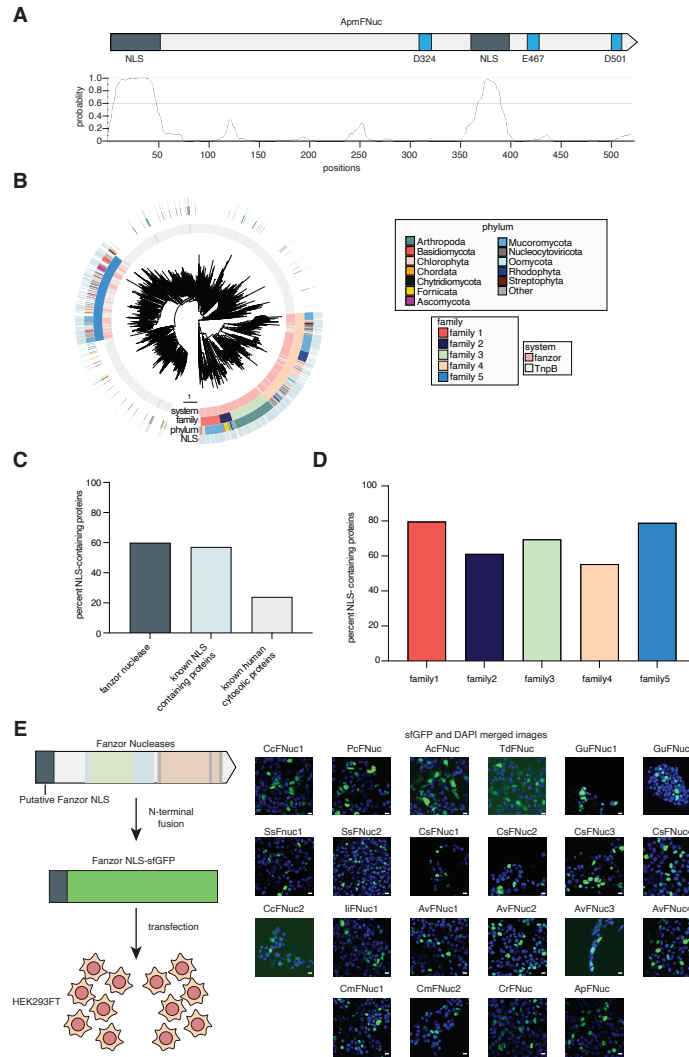 A
ApmFNuc
NLS
D324
NLS
E467
D501
probablity
1.0
0.8
0.6
0.4
0.2
0
50
100
150
200
250
300
350
400
450
500
positions
B
phylum
Arthropoda
Basidiomycota
Chlorophyta
Chordata
Chytridiomycota
Fornicata
Ascomycota
Mucoromycota
Nucleocytoviricota
Oomycota
Rhodophyta
Streptophyta
Other
family
family 1
family 2
family 3
family 4
family 5
system
fanzor
TnpB
1
system
family
phylum
NLS
C
percent NLS-containing proteins
100
80
60
40
20
0
fanzor nuclease
known NLS
containing proteins
known human
cytosolic proteins
D
percent NLS- containing proteins
100
80
60
40
20
0
family1
family2
family3
family4
family5
E
Fanzor Nucleases
Putative Fanzor NLS
N-terminal
fusion
Fanzor NLS-sfGFP
transfection
HEK293FT
sfGFP and DAPI merged images
CcFNuc1 PcFNuc AcFNuc TdFNuc GuFNuc1
SsFnuc1 SsFNuc2 CsFNuc1 CsFNuc2 CsFNuc3
CcFNuc2 IiFNuc1 AvFNuc1 AvFNuc2 AvFNuc3
CmFNuc1 CmFNuc2 CrFNuc ApFNuc